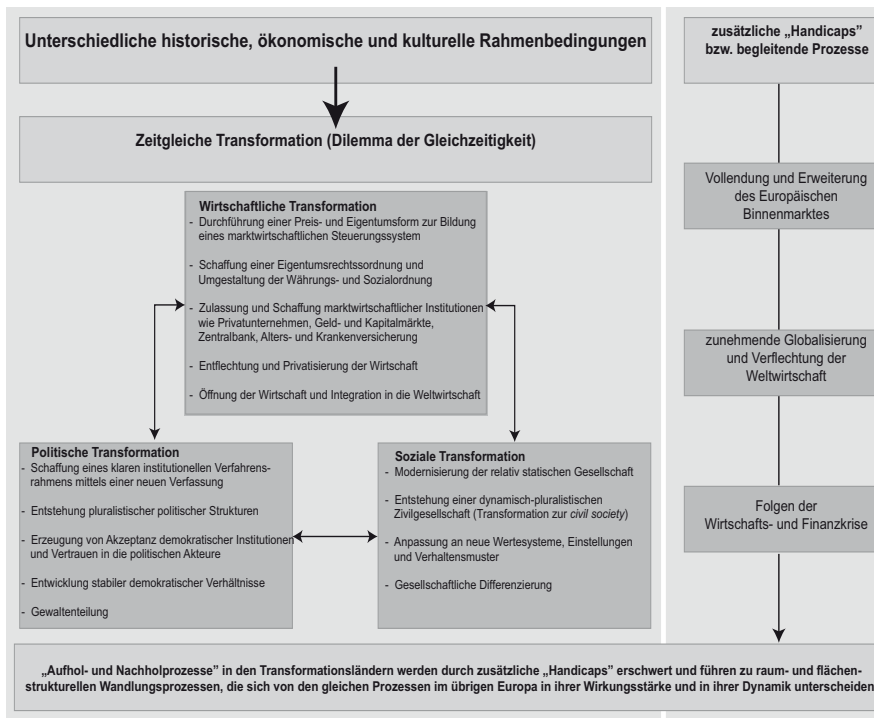 Unterschiedliche historische, ökonomische und kulturelle Rahmenbedingungen
Zeitgleiche Transformation (Dilemma der Gleichzeitigkeit)
Wirtschaftliche Transformation
- Durchführung einer Preis- und Eigentumsform zur Bildung
eines marktwirtschaftlichen Steuerungssystem
- Schaffung einer Eigentumsrechtssordnung und
Umgestaltung der Währungs- und Sozialordnung
- Zulassung und Schaffung marktwirtschaftlicher Institutionen
wie Privatunternehmen, Geld- und Kapitalmärkte,
Zentralbank, Alters- und Krankenversicherung
- Entflechtung und Privatisierung der Wirtschaft
- Öffnung der Wirtschaft und Integration in die Weltwirtschaft
Politische Transformation
- Schaffung eines klaren institutionellen Verfahrens-
rahmens mittels einer neuen Verfassung
- Entstehung pluralistischer politischer Strukturen
- Erzeugung von Akzeptanz demokratischer Institutionen
und Vertrauen in die politischen Akteure
- Entwicklung stabiler demokratischer Verhältnisse
- Gewaltenteilung
Soziale Transformation
- Modernisierung der relativ statischen Gesellschaft
- Entstehung einer dynamisch-pluralistischen
Zivilgesellschaft (Transformation zur civil society)
- Anpassung an neue Wertesysteme, Einstellungen
und Verhaltensmuster
- Gesellschaftliche Differenzierung
zusätzliche „Handicaps”
bzw. begleitende Prozesse
Vollendung und Erweiterung
des Europäischen
Binnenmarktes
zunehmende Globalisierung
und Verflechtung der
Weltwirtschaft
Folgen der
Wirtschafts- und Finanzkrise
„Aufhol- und Nachholprozesse” in den Transformationsländern werden durch zusätzliche „Handicaps” erschwert und führen zu raum- und flächen-
strukturellen Wandlungsprozessen, die sich von den gleichen Prozessen im übrigen Europa in ihrer Wirkungsstärke und in ihrer Dynamik unterscheiden